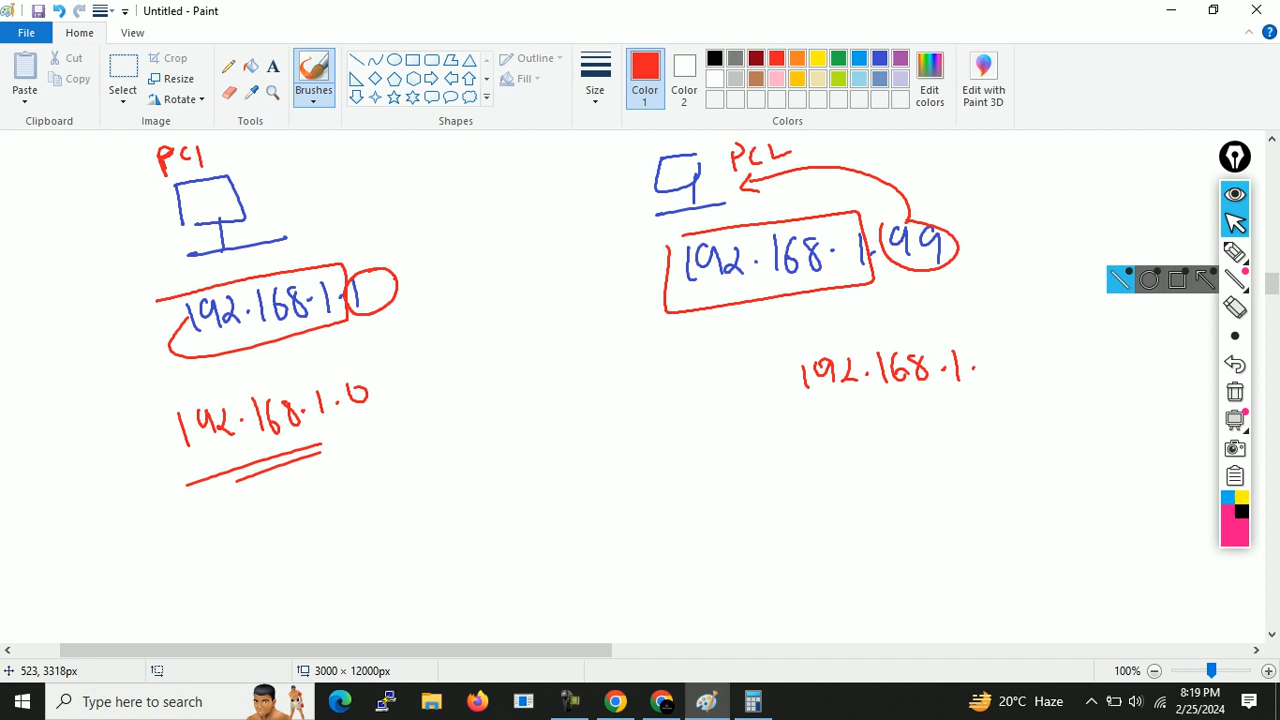 Untitled - Paint
File
Home
View
Paste
Cut
Copy
Clipboard
Select
Crop
Resize
Rotate
Image
A
Tools
Brushes
Outline
Fill
Shapes
Size
Color 1
Color 2
Edit colors
Edit with Paint 3D
Colors
PC1
192.168.1.1
192.168.1.0
PC2
192.168.1.99
192.168.1.
523, 3318px
3000 × 12000px
100%
Type here to search
20°C Haze
8:19 PM
2/25/2024